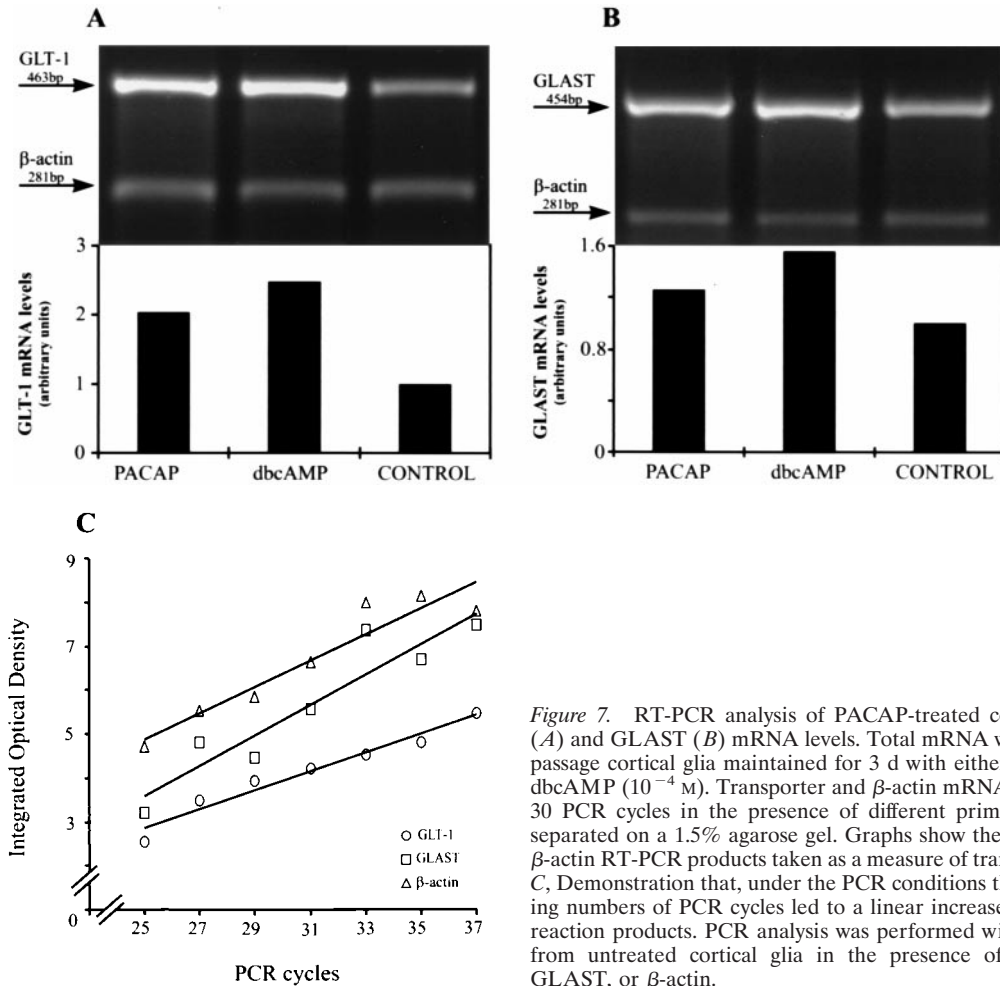 A
GLT-1
463bp
β-actin
281bp
3
2
1
0
GLT-1 mRNA levels
(arbitrary units)
PACAP dbcAMP CONTROL
B
GLAST
454bp
β-actin
281bp
1.6
0.8
0
GLAST mRNA levels
(arbitrary units)
PACAP dbcAMP CONTROL
C
9
7
5
3
0
Integrated Optical Density
GLT-1
GLAST
β-actin
25 27 29 31 33 35 37
PCR cycles
Figure 7. RT-PCR analysis of PACAP-treated co
(A) and GLAST (B) mRNA levels. Total mRNA w
passage cortical glia maintained for 3 d with either
dbcAMP (10⁻⁴ M). Transporter and β-actin mRNA
30 PCR cycles in the presence of different prim
separated on a 1.5% agarose gel. Graphs show the
β-actin RT-PCR products taken as a measure of tra
C, Demonstration that, under the PCR conditions th
ing numbers of PCR cycles led to a linear increase
reaction products. PCR analysis was performed wi
from untreated cortical glia in the presence of
GLAST, or β-actin.